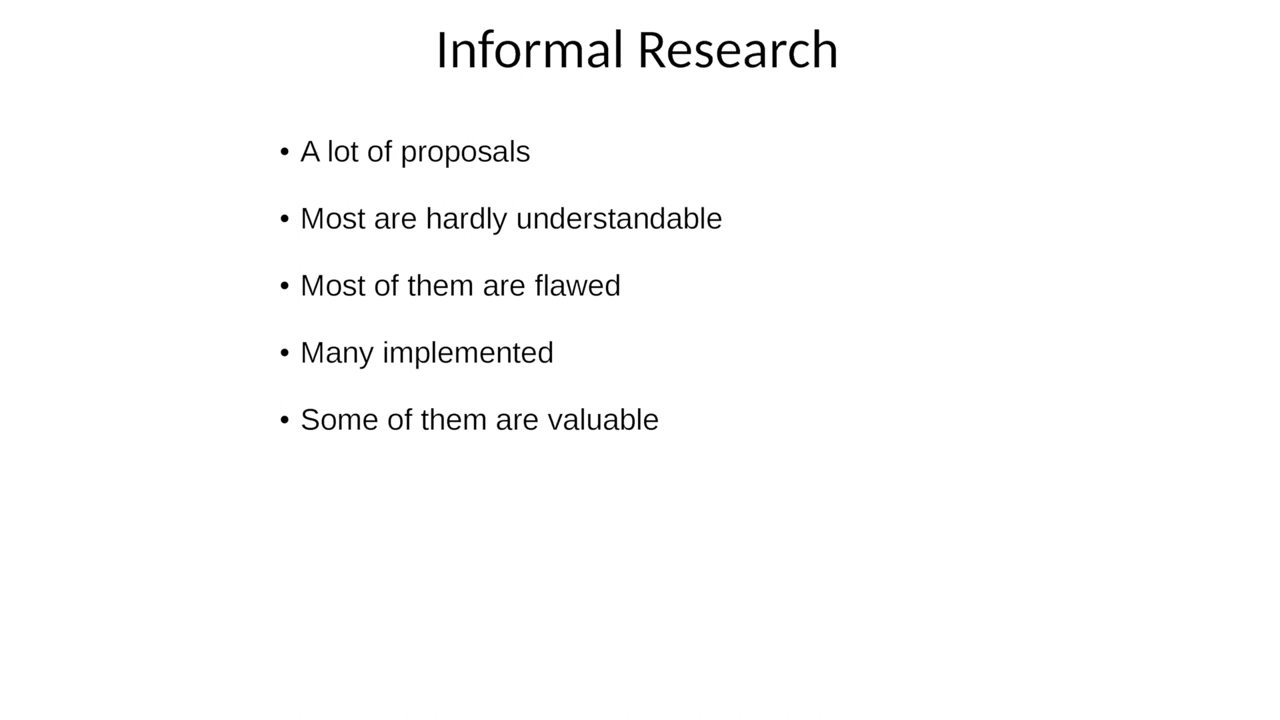 Informal Research
• A lot of proposals
• Most are hardly understandable
• Most of them are flawed
• Many implemented
• Some of them are valuable